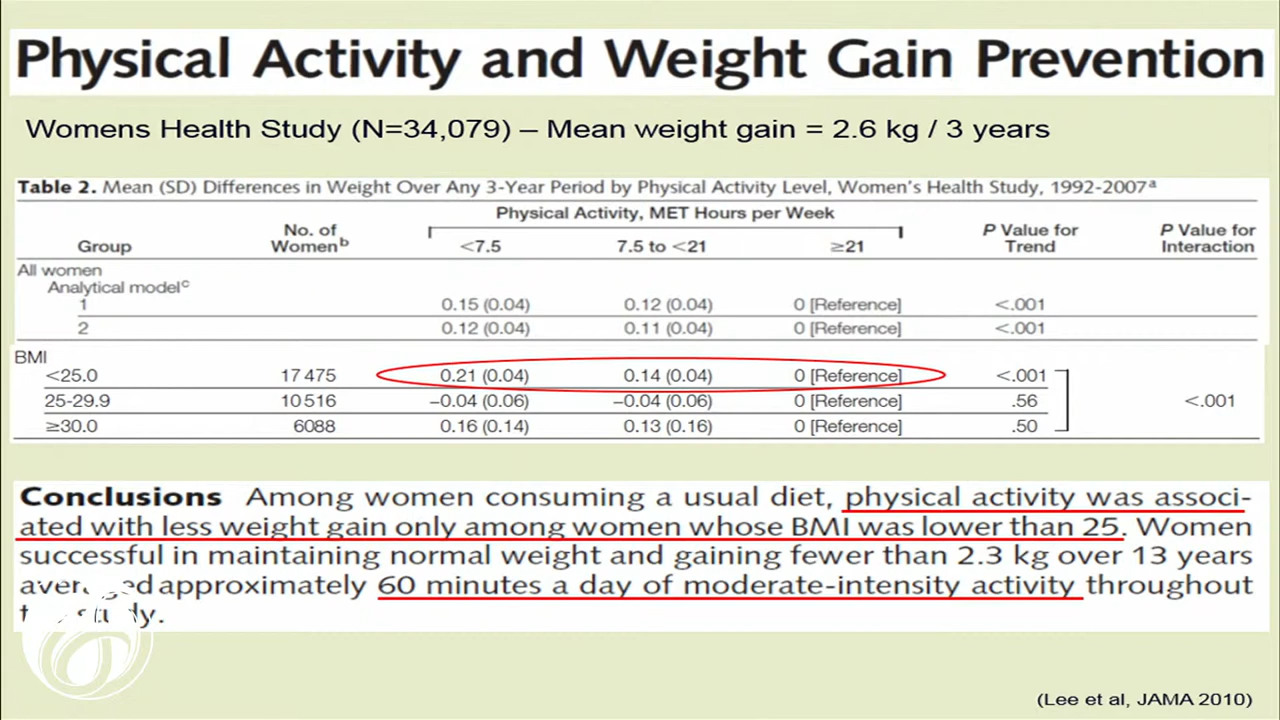 Physical Activity and Weight Gain Prevention
Womens Health Study (N=34,079) – Mean weight gain = 2.6 kg / 3 years
Table 2. Mean (SD) Differences in Weight Over Any 3-Year Period by Physical Activity Level, Women's Health Study, 1992-2007a
Physical Activity, MET Hours per Week
Group No. of Womenb <7.5 7.5 to <21 ≥21 P Value for Trend P Value for Interaction
All women
Analytical modelc
1 0.15 (0.04) 0.12 (0.04) 0 [Reference] <.001
2 0.12 (0.04) 0.11 (0.04) 0 [Reference] <.001
BMI
<25.0 17 475 0.21 (0.04) 0.14 (0.04) 0 [Reference] <.001
25-29.9 10 516 −0.04 (0.06) −0.04 (0.06) 0 [Reference] .56 <.001
≥30.0 6088 0.16 (0.14) 0.13 (0.16) 0 [Reference] .50
Conclusions Among women consuming a usual diet, physical activity was associ-
ated with less weight gain only among women whose BMI was lower than 25. Women
successful in maintaining normal weight and gaining fewer than 2.3 kg over 13 years
approximately 60 minutes a day of moderate-intensity activity throughout
study.
(Lee et al, JAMA 2010)